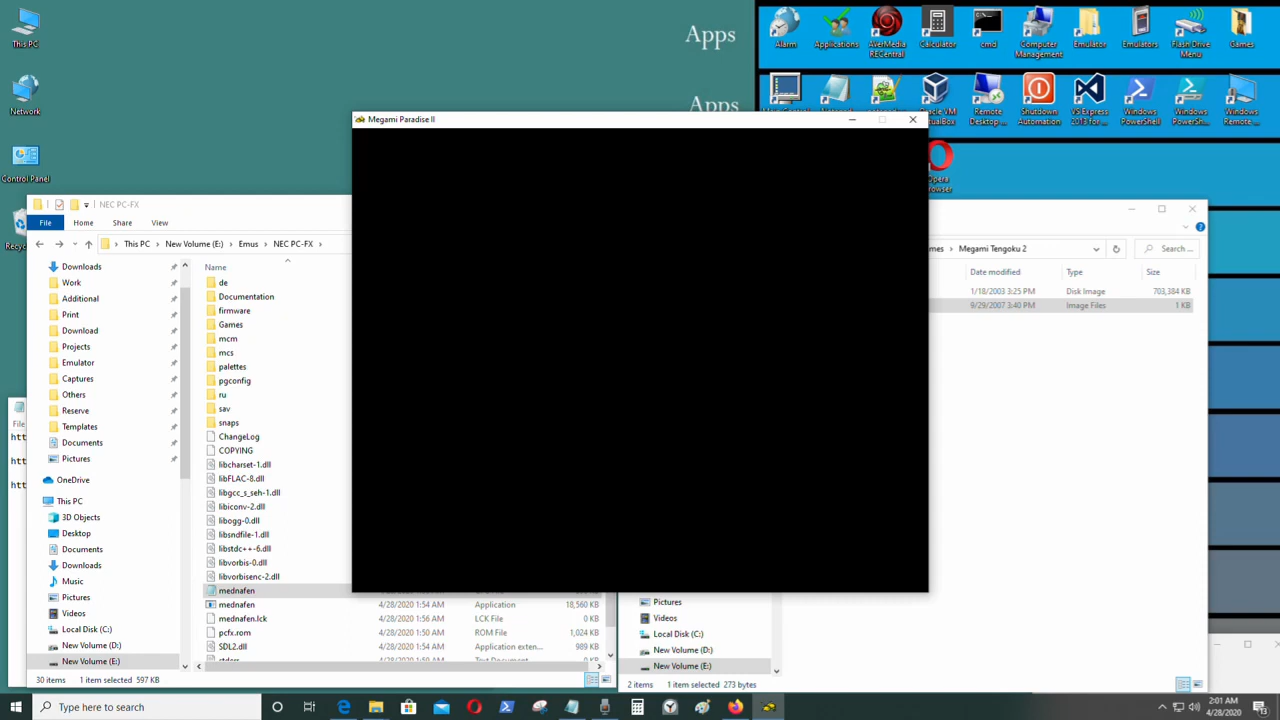 This PC
Network
Control Panel
Apps
Apps
Alarm
Applications
AverMedia RECentral
Calculator
cmd
Computer Management
Emulator
Emulators
Flash Drive Menu
Games
Remote Desktop ...
Shutdown Automation
VS Express 2013 for ...
Windows PowerShell
Windows PowerSh...
Windows Remote ...
Opera Browser
Megami Paradise II
NEC PC-FX
File
Home
Share
View
This PC
New Volume (E:)
Emus
NEC PC-FX
Downloads
Work
Additional
Print
Download
Projects
Emulator
Captures
Others
Reserve
Templates
Documents
Pictures
OneDrive
This PC
3D Objects
Desktop
Documents
Downloads
Music
Pictures
Videos
Local Disk (C:)
New Volume (D:)
New Volume (E:)
Name
de
Documentation
firmware
Games
mcm
mcs
palettes
pgconfig
ru
sav
snaps
ChangeLog
COPYING
libcharset-1.dll
libFLAC-8.dll
libgcc_s_seh-1.dll
libiconv-2.dll
libogg-0.dll
libsndfile-1.dll
libstdc++-6.dll
libvorbis-0.dll
libvorbisenc-2.dll
mednafen
mednafen 4/28/2020 1:54 AM Application 18,560 KB
mednafen.lck 4/28/2020 1:56 AM LCK File 0 KB
pcfx.rom 4/28/2020 1:50 AM ROM File 1,024 KB
SDL2.dll 4/28/2020 1:54 AM Application exten... 989 KB
30 items 1 item selected 597 KB
Megami Tengoku 2
Search ...
Date modified Type Size
1/18/2003 3:25 PM Disk Image 703,384 KB
9/29/2007 3:40 PM Image Files 1 KB
Pictures
Videos
Local Disk (C:)
New Volume (D:)
New Volume (E:)
2 items 1 item selected 273 bytes
Type here to search
2:01 AM
4/28/2020
13